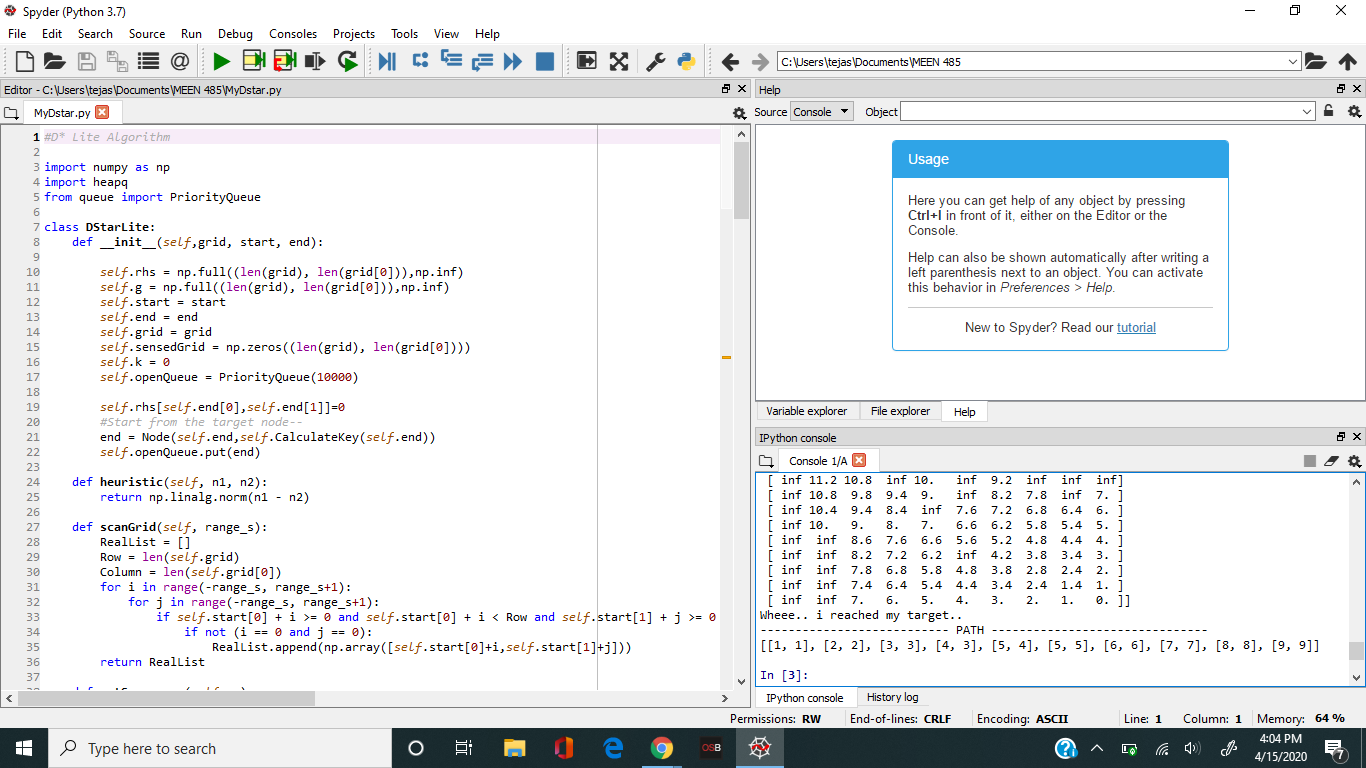 Spyder (Python 3.7)
File Edit Search Source Run Debug Consoles Projects Tools View Help
C:\Users\tejas\Documents\MEEN 485
Editor - C:\Users\tejas\Documents\MEEN 485\MyDstar.py
MyDstar.py
1 #D* Lite Algorithm
2
3 import numpy as np
4 import heapq
5 from queue import PriorityQueue
6
7 class DStarLite:
8     def __init__(self,grid, start, end):
9
10         self.rhs = np.full((len(grid), len(grid[0])),np.inf)
11         self.g = np.full((len(grid), len(grid[0])),np.inf)
12         self.start = start
13         self.end = end
14         self.grid = grid
15         self.sensedGrid = np.zeros((len(grid), len(grid[0])))
16         self.k = 0
17         self.openQueue = PriorityQueue(10000)
18
19         self.rhs[self.end[0],self.end[1]]=0
20         #Start from the target node--
21         end = Node(self.end,self.CalculateKey(self.end))
22         self.openQueue.put(end)
23
24     def heuristic(self, n1, n2):
25         return np.linalg.norm(n1 - n2)
26
27     def scanGrid(self, range_s):
28         RealList = []
29         Row = len(self.grid)
30         Column = len(self.grid[0])
31         for i in range(-range_s, range_s+1):
32             for j in range(-range_s, range_s+1):
33                 if self.start[0] + i >= 0 and self.start[0] + i < Row and self.start[1] + j >= 0
34                     if not (i == 0 and j == 0):
35                         RealList.append(np.array([self.start[0]+i,self.start[1]+j]))
36         return RealList
37
Help
Source Console Object
Usage
Here you can get help of any object by pressing
Ctrl+I in front of it, either on the Editor or the
Console.
Help can also be shown automatically after writing a
left parenthesis next to an object. You can activate
this behavior in Preferences > Help.
New to Spyder? Read our tutorial
Variable explorer File explorer Help
IPython console
Console 1/A
[ inf 11.2 10.8 inf 10. inf 9.2 inf inf inf]
[ inf 10.8 9.8 9.4 9. inf 8.2 7.8 inf 7. ]
[ inf 10.4 9.4 8.4 inf 7.6 7.2 6.8 6.4 6. ]
[ inf 10. 9. 8. 7. 6.6 6.2 5.8 5.4 5. ]
[ inf inf 8.6 7.6 6.6 5.6 5.2 4.8 4.4 4. ]
[ inf inf 8.2 7.2 6.2 inf 4.2 3.8 3.4 3. ]
[ inf inf 7.8 6.8 5.8 4.8 3.8 2.8 2.4 2. ]
[ inf inf 7.4 6.4 5.4 4.4 3.4 2.4 1.4 1. ]
[ inf inf 7. 6. 5. 4. 3. 2. 1. 0. ]]
Wheee.. i reached my target..
--------------------------- PATH ------------------------------
[[1, 1], [2, 2], [3, 3], [4, 3], [5, 4], [5, 5], [6, 6], [7, 7], [8, 8], [9, 9]]
In [3]:
IPython console History log
Permissions: RW End-of-lines: CRLF Encoding: ASCII Line: 1 Column: 1 Memory: 64 %
Type here to search
OSB
4:04 PM
4/15/2020
7